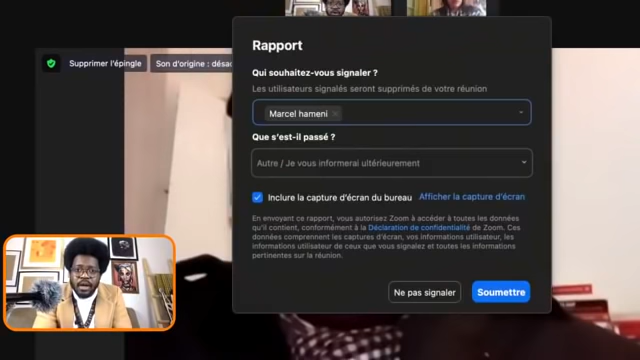 Rapport
Qui souhaitez-vous signaler ?
Les utilisateurs signalés seront supprimés de votre réunion
Marcel hameni
Que s'est-il passé ?
Autre / Je vous informerai ultérieurement
Inclure la capture d'écran du bureau Afficher la capture d'écran
En envoyant ce rapport, vous autorisez Zoom à accéder à toutes les données
qu'il contient, conformément à la Déclaration de confidentialité de Zoom. Ces
données comprennent les captures d'écran, vos informations utilisateur, les
informations utilisateur de ceux que vous signalez et toutes les informations
pertinentes sur la réunion.
Ne pas signaler
Soumettre
Supprimer l'épingle
Son d'origine : désa